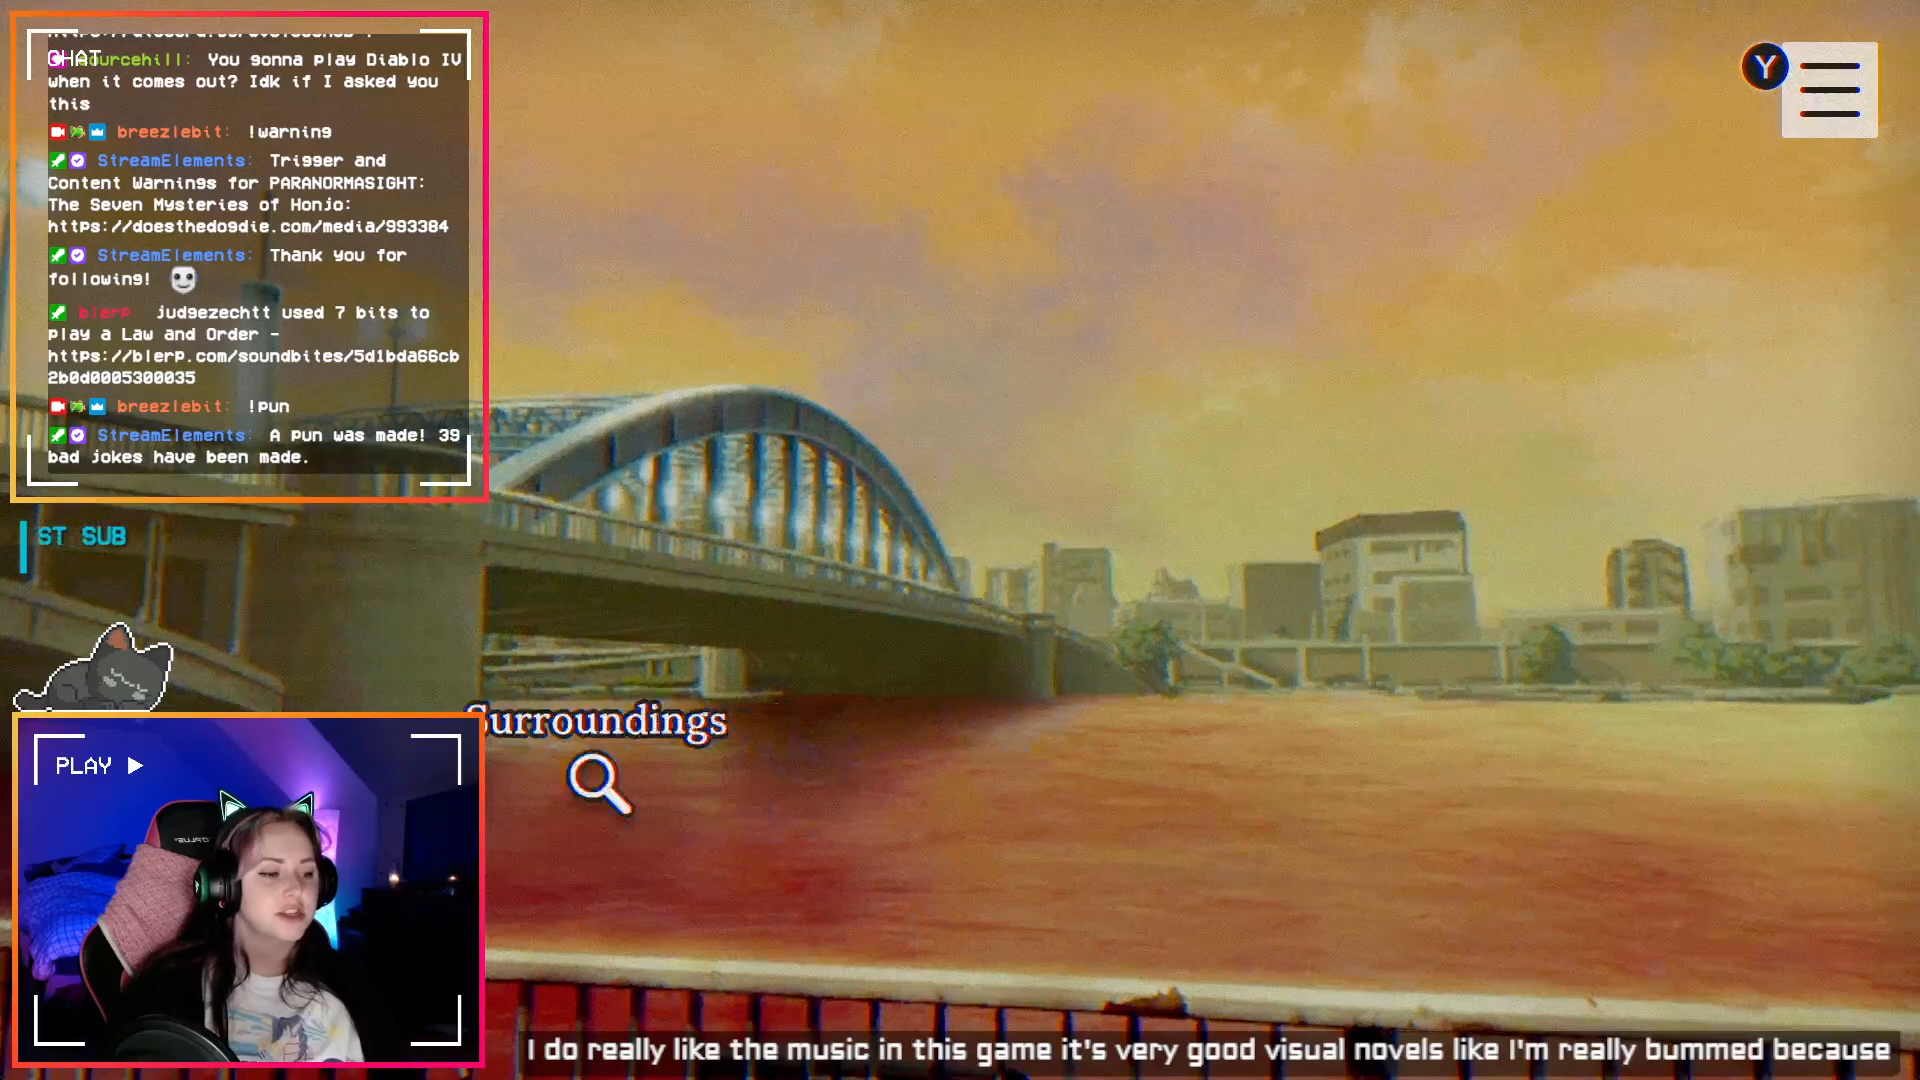 CHAT
ourcehill: You gonna play Diablo IV
when it comes out? Idk if I asked you
this
breezlebit: !warning
StreamElements: Trigger and
Content Warnings for PARANORMASIGHT:
The Seven Mysteries of Honjo:
https://doesthedogdie.com/media/993384
StreamElements: Thank you for
following!
blerp judgezechtt used 7 bits to
play a Law and Order -
https://blerp.com/soundbites/5d1bda66cb
2b0d0005300035
breezlebit: !pun
StreamElements: A pun was made! 39
bad jokes have been made.
Y
ST SUB
Surroundings
PLAY
I do really like the music in this game it's very good visual novels like I'm really bummed because